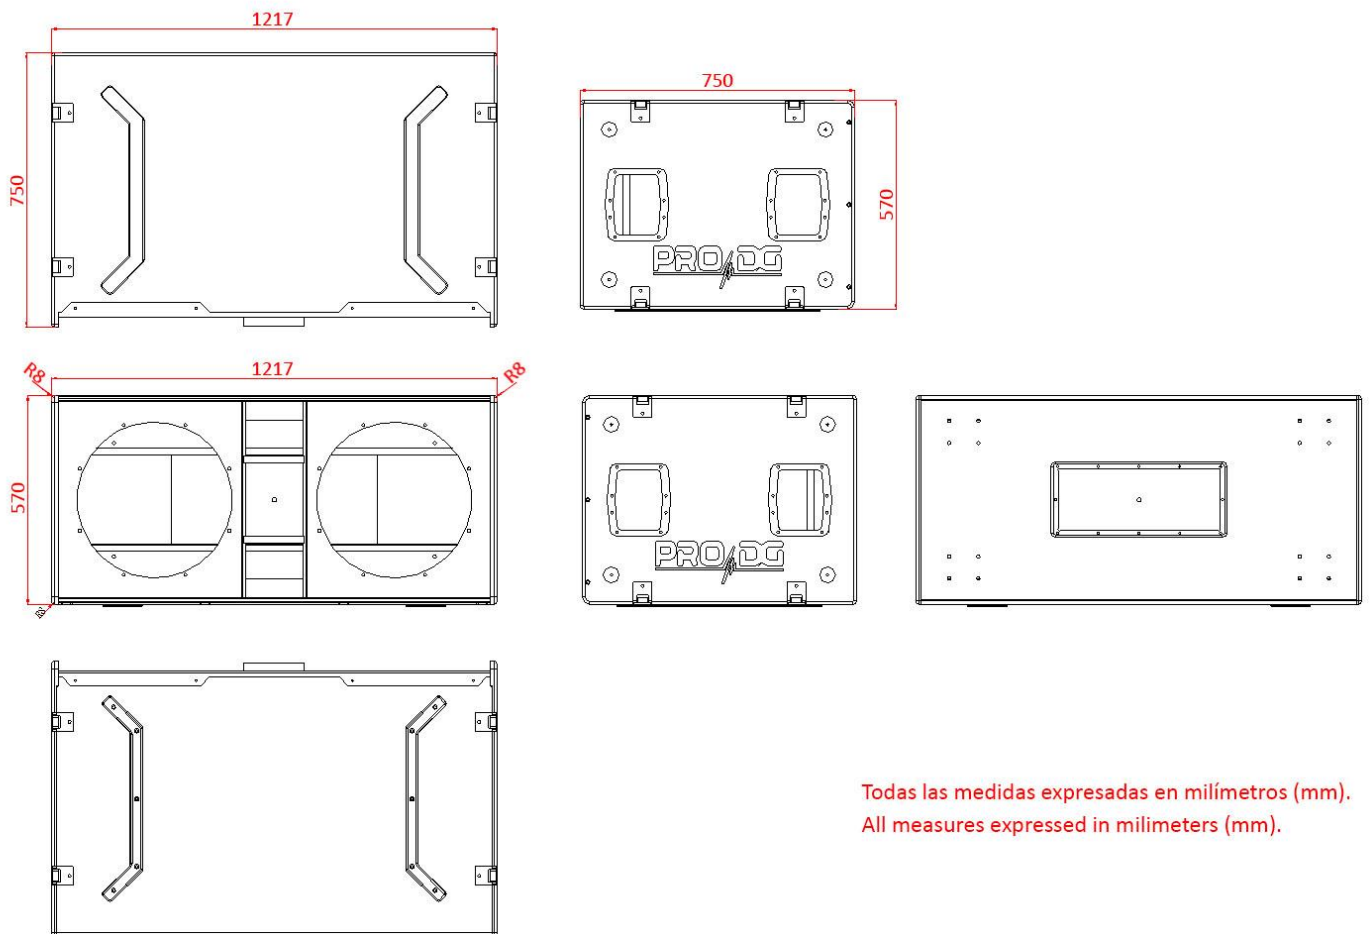 1217
750
750
570
PRO DG
R8
1217
R8
570
PRO DG
Todas las medidas expresadas en milímetros (mm).
All measures expressed in milimeters (mm).